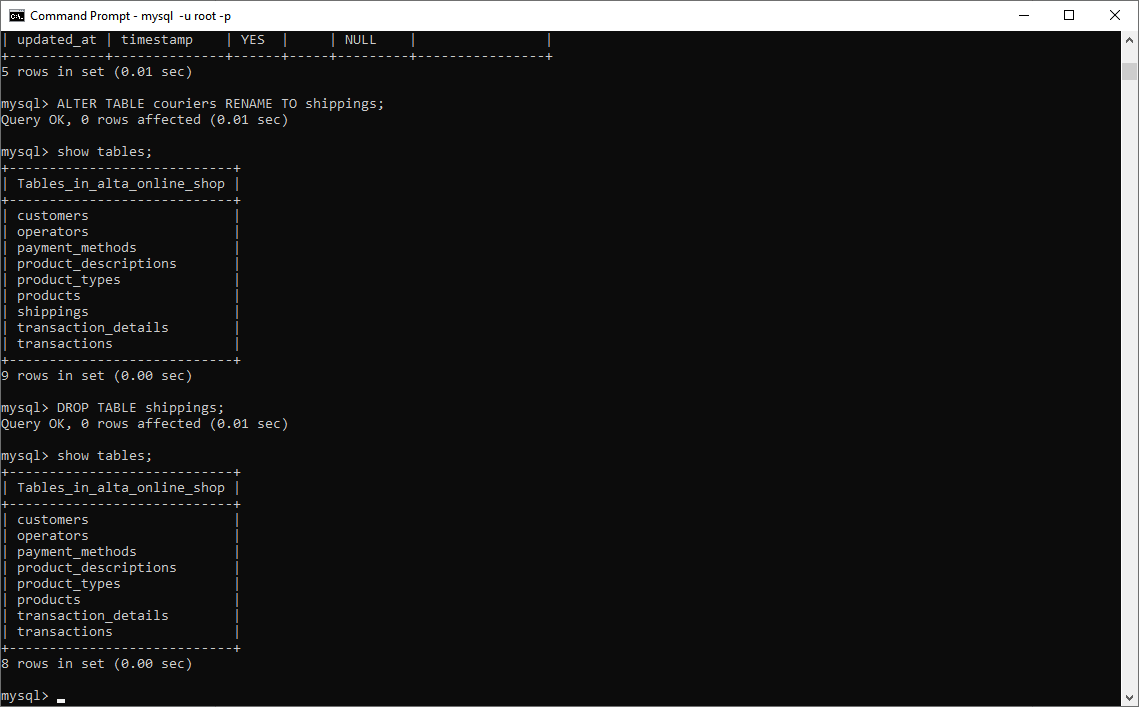 Command Prompt - mysql  -u root -p
| updated_at | timestamp    | YES  |     | NULL    |                |
+------------+--------------+------+-----+---------+----------------+
5 rows in set (0.01 sec)
mysql> ALTER TABLE couriers RENAME TO shippings;
Query OK, 0 rows affected (0.01 sec)
mysql> show tables;
+----------------------------+
| Tables_in_alta_online_shop |
+----------------------------+
| customers                  |
| operators                  |
| payment_methods            |
| product_descriptions       |
| product_types              |
| products                   |
| shippings                  |
| transaction_details        |
| transactions               |
+----------------------------+
9 rows in set (0.00 sec)
mysql> DROP TABLE shippings;
Query OK, 0 rows affected (0.01 sec)
mysql> show tables;
+----------------------------+
| Tables_in_alta_online_shop |
+----------------------------+
| customers                  |
| operators                  |
| payment_methods            |
| product_descriptions       |
| product_types              |
| products                   |
| transaction_details        |
| transactions               |
+----------------------------+
8 rows in set (0.00 sec)
mysql> _